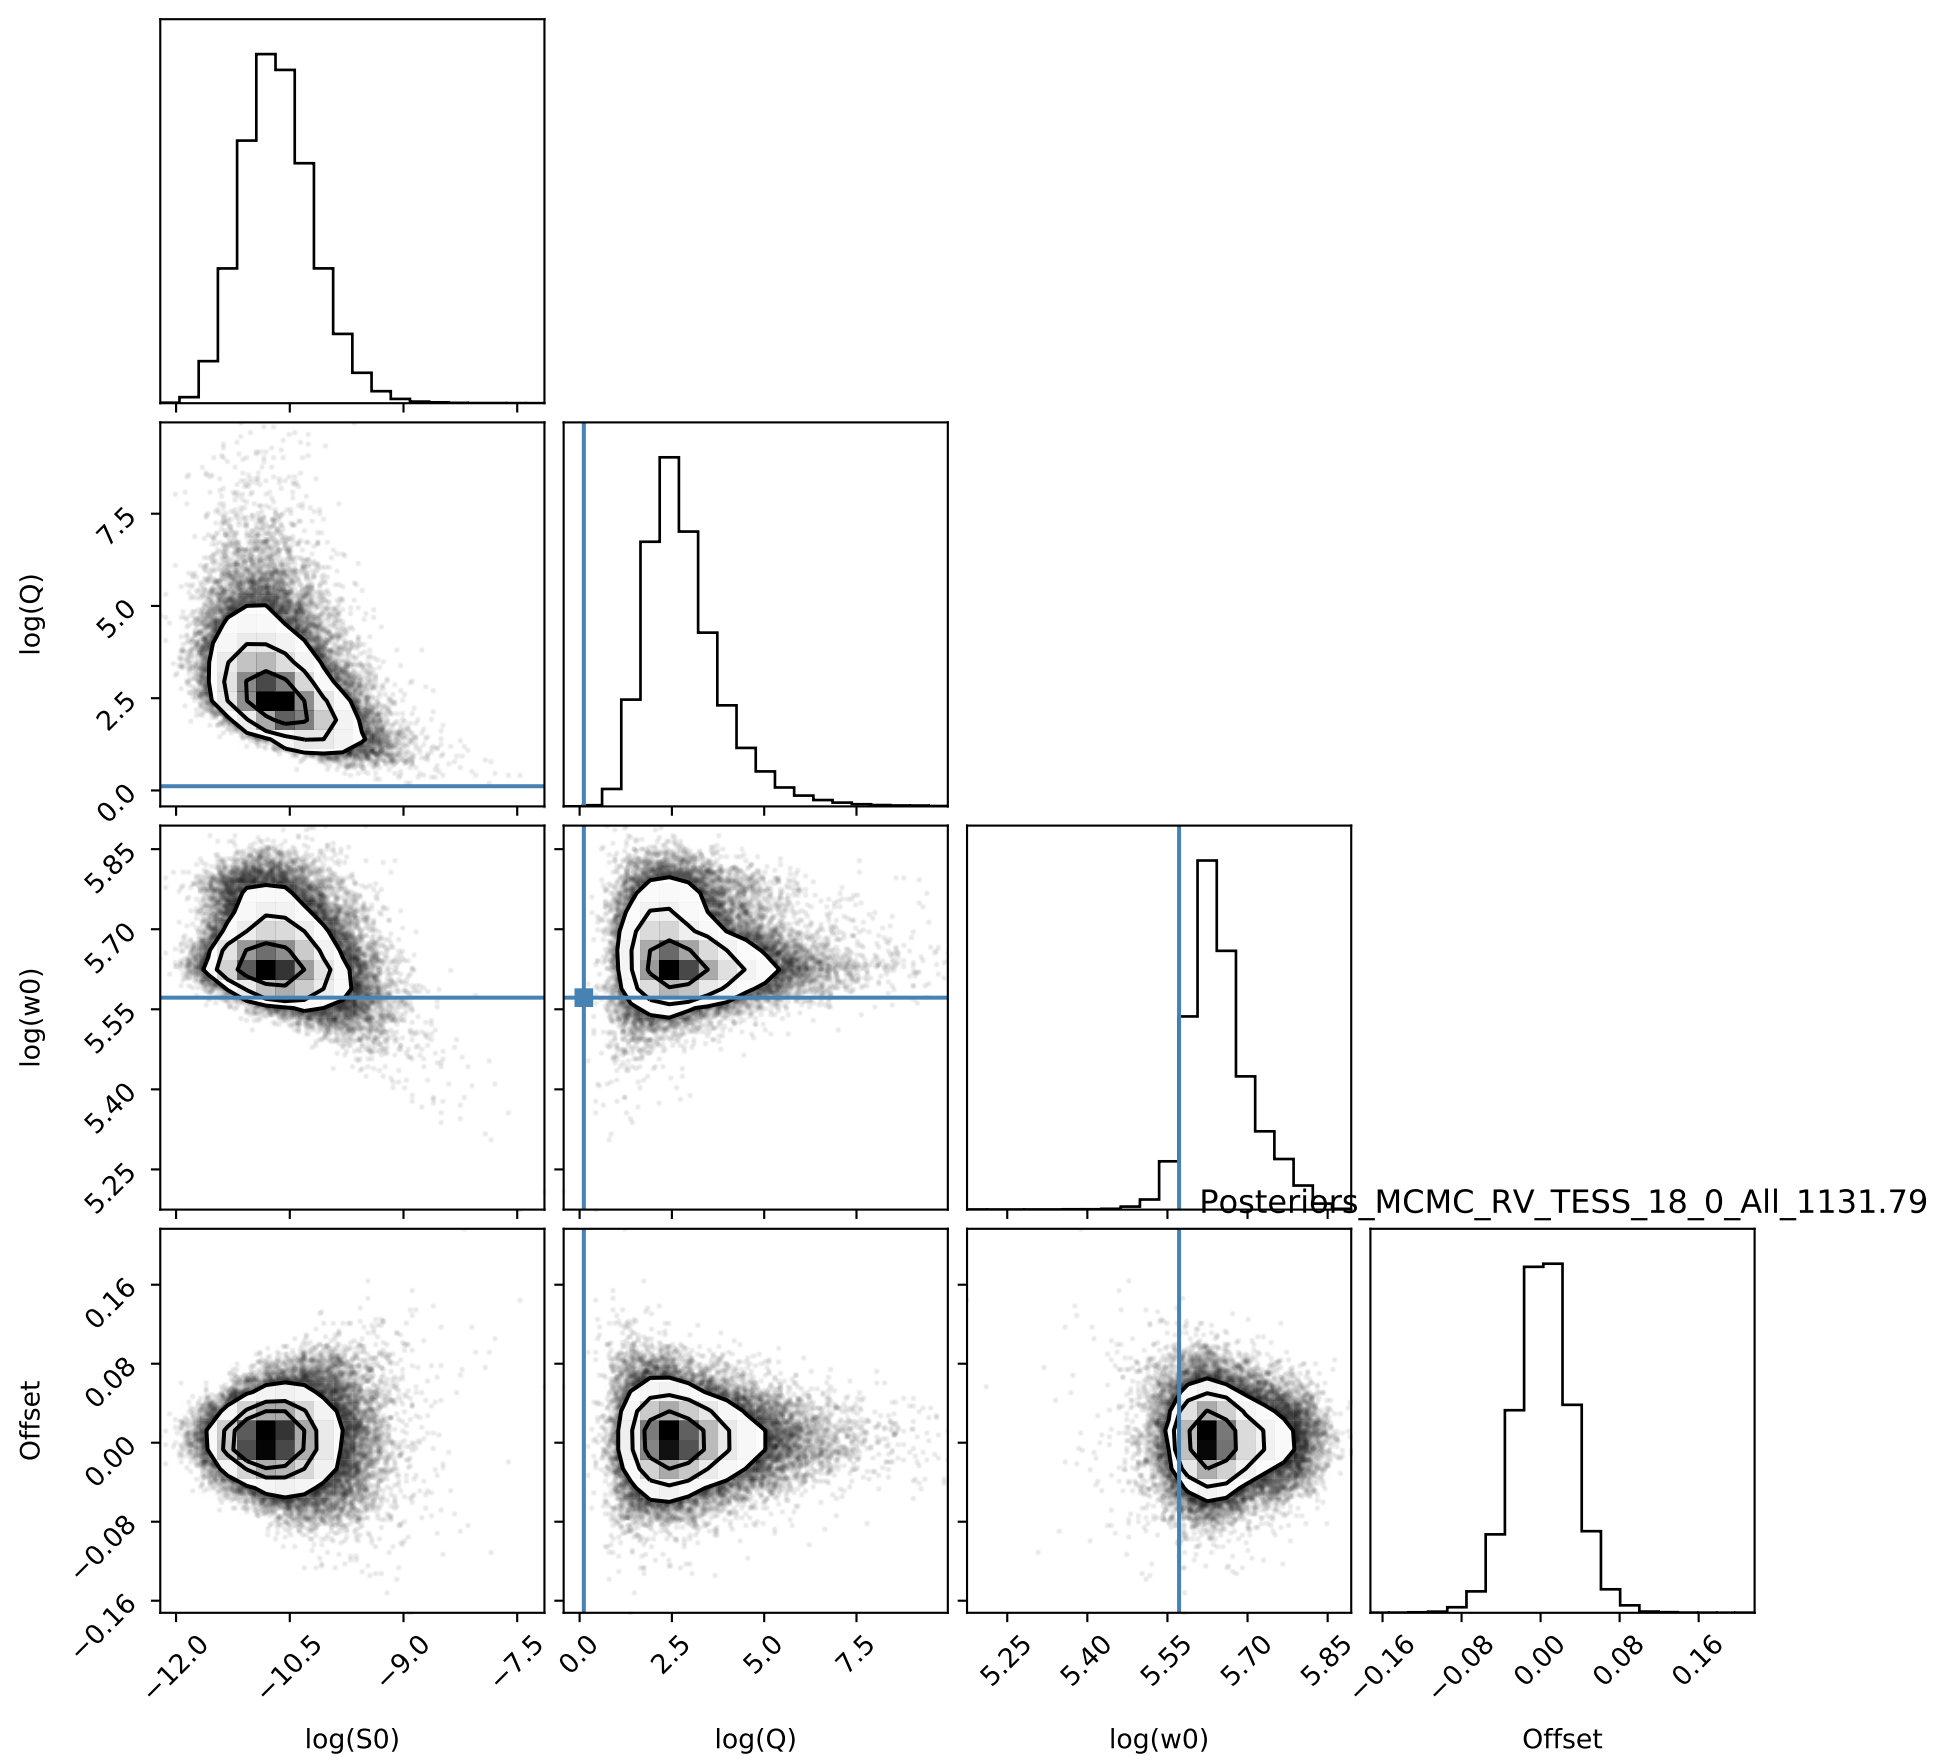 log(Q)
7.5
5.0
2.5
0.0
log(w0)
5.85
5.70
5.55
5.40
5.25
Posteriors_MCMC_RV_TESS_18_0_All_1131.79
Offset
0.16
0.08
0.00
−0.08
−0.16
−12.0 −10.5 −9.0 −7.5 0.0 2.5 5.0 7.5 5.25 5.40 5.55 5.70 5.85 −0.16 −0.08 0.00 0.08 0.16
log(S0) log(Q) log(w0) Offset